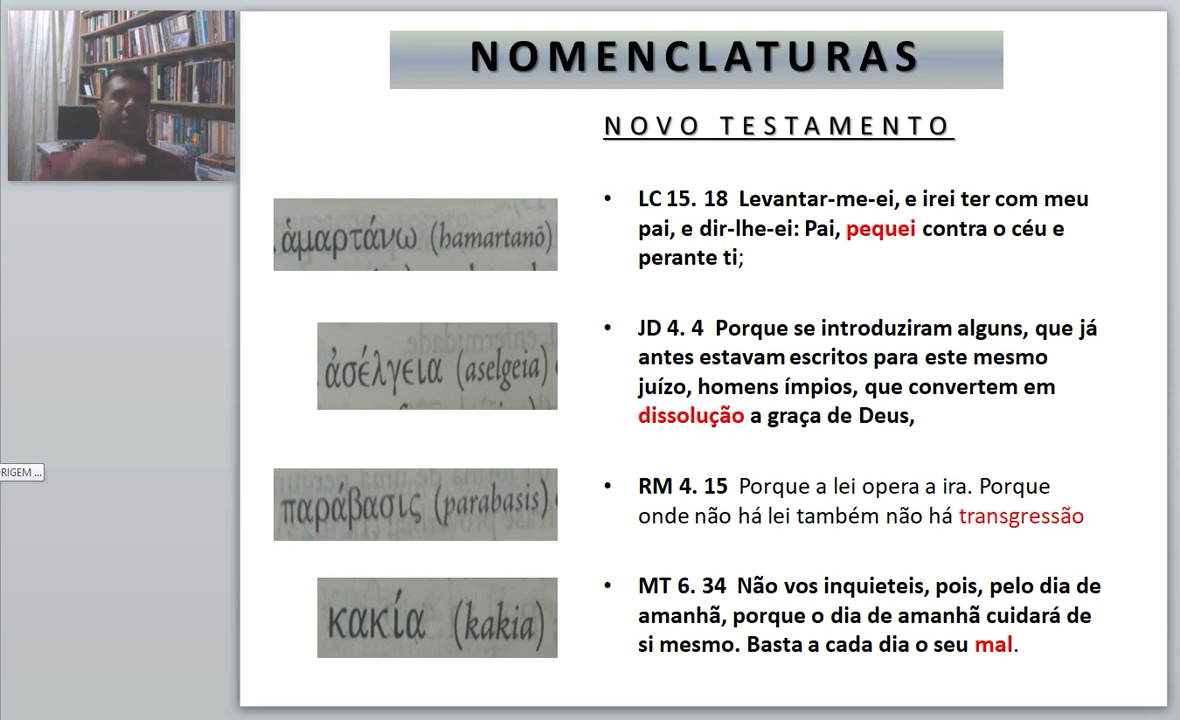 NOMENCLATURAS
NOVO TESTAMENTO
ἁμαρτάνω (hamartanō)
• LC 15. 18 Levantar-me-ei, e irei ter com meu
pai, e dir-lhe-ei: Pai, pequei contra o céu e
perante ti;
ἀσέλγεια (aselgeia)
• JD 4. 4 Porque se introduziram alguns, que já
antes estavam escritos para este mesmo
juízo, homens ímpios, que convertem em
dissolução a graça de Deus,
παράβασις (parabasis)
• RM 4. 15 Porque a lei opera a ira. Porque
onde não há lei também não há transgressão
κακία (kakia)
• MT 6. 34 Não vos inquieteis, pois, pelo dia de
amanhã, porque o dia de amanhã cuidará de
si mesmo. Basta a cada dia o seu mal.
RIGEM ...